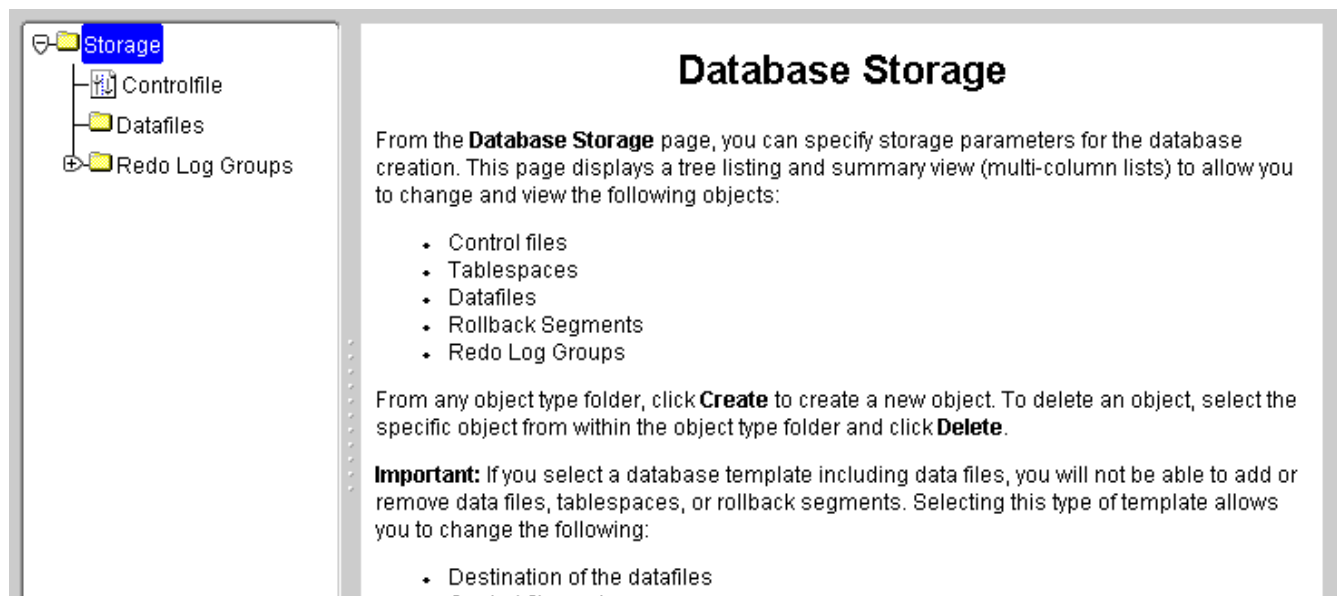 Storage
Controlfile
Datafiles
Redo Log Groups
Database Storage
From the Database Storage page, you can specify storage parameters for the database
creation. This page displays a tree listing and summary view (multi-column lists) to allow you
to change and view the following objects:
• Control files
• Tablespaces
• Datafiles
• Rollback Segments
• Redo Log Groups
From any object type folder, click Create to create a new object. To delete an object, select the
specific object from within the object type folder and click Delete.
Important: If you select a database template including data files, you will not be able to add or
remove data files, tablespaces, or rollback segments. Selecting this type of template allows
you to change the following:
• Destination of the datafiles